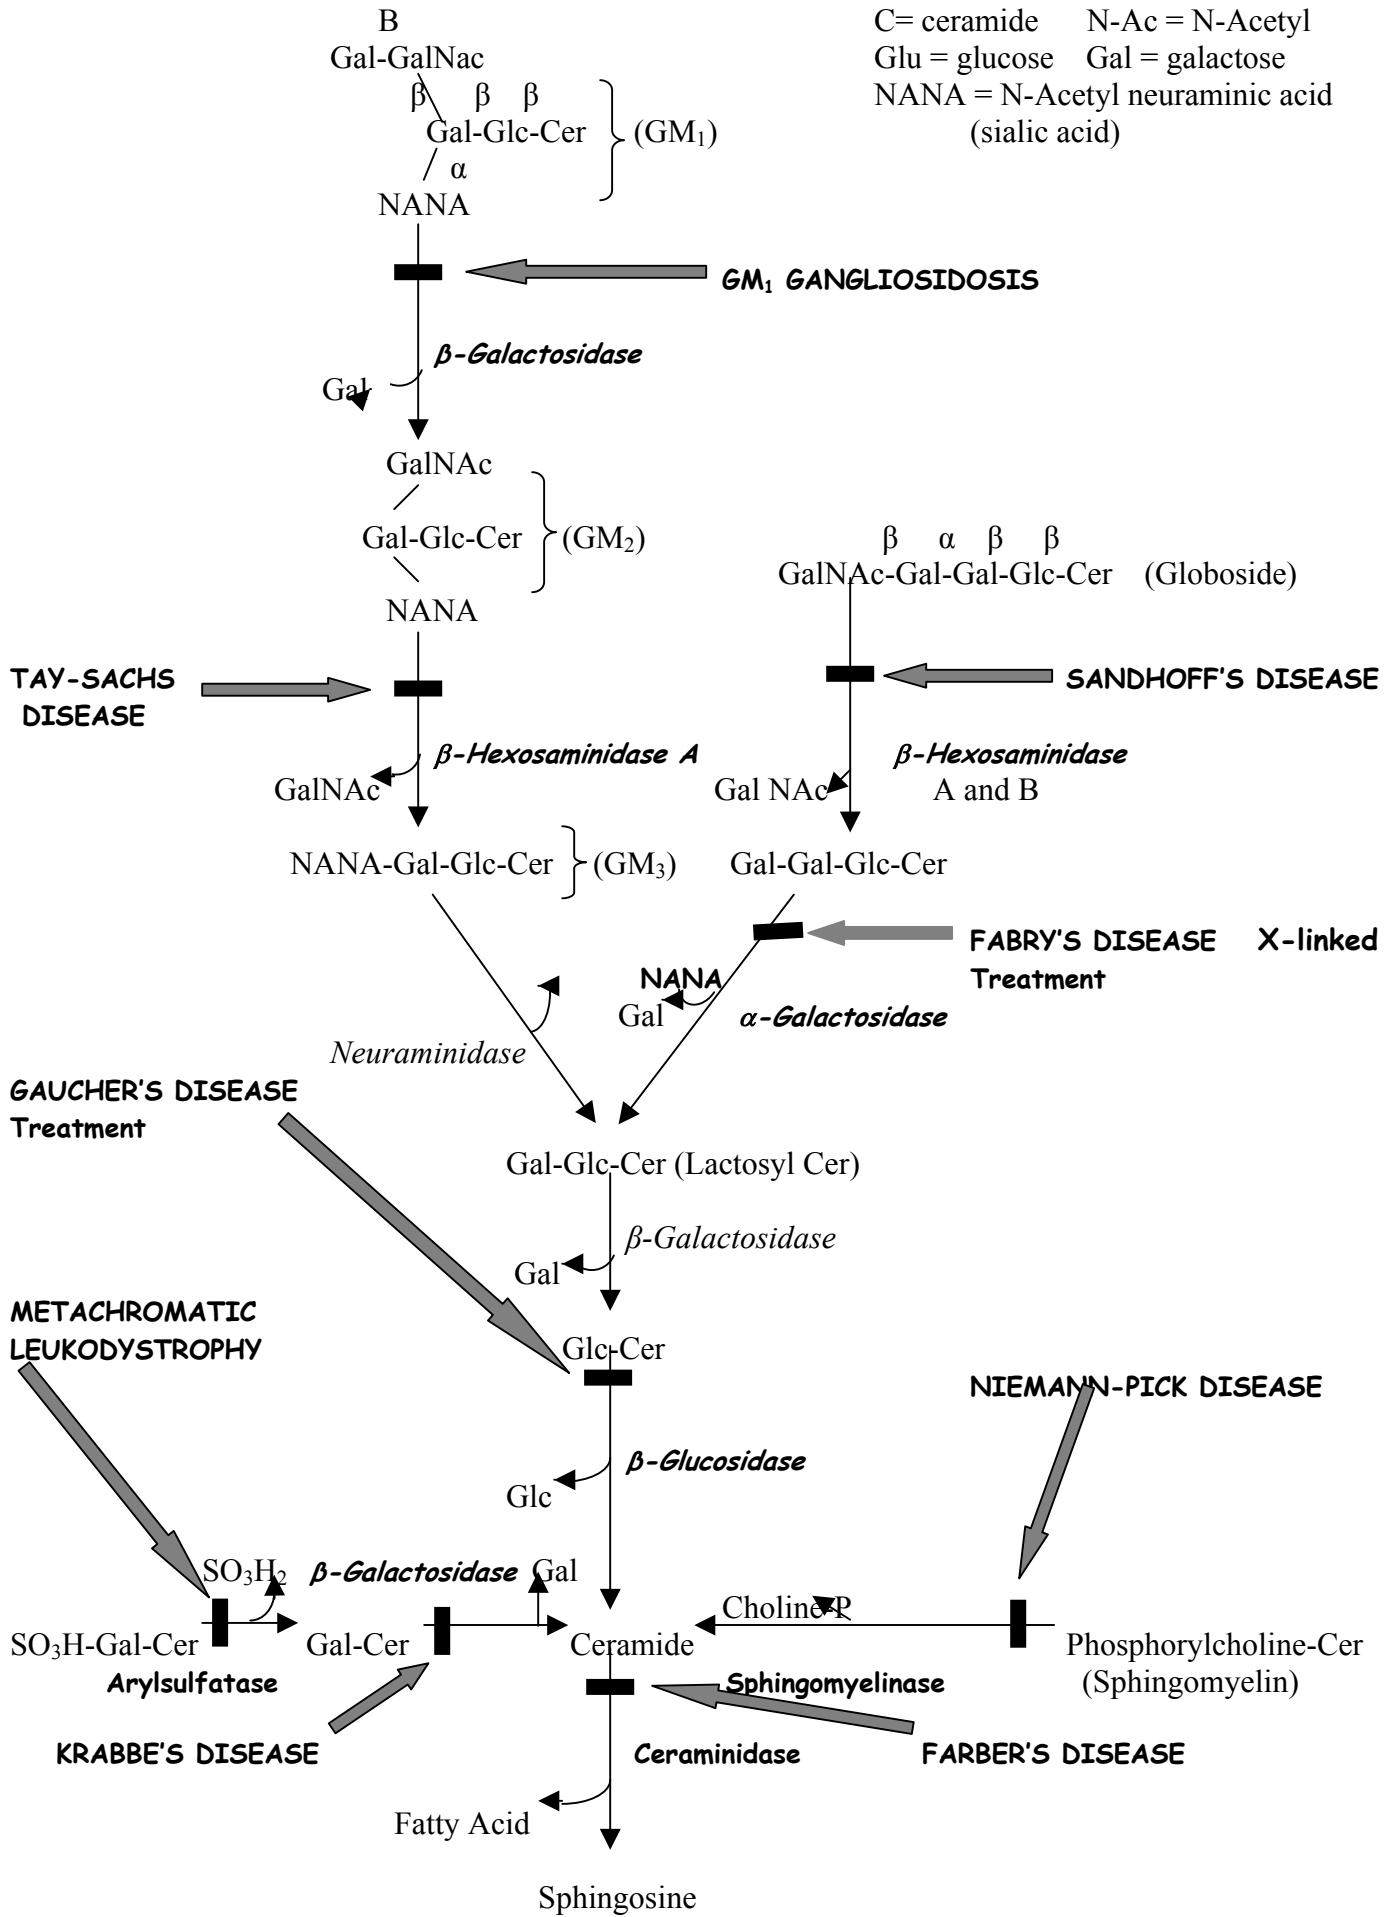 B
Gal-GalNac
β β β
Gal-Glc-Cer (GM₁)
α
NANA
C= ceramide N-Ac = N-Acetyl
Glu = glucose Gal = galactose
NANA = N-Acetyl neuraminic acid
(sialic acid)
GM₁ GANGLIOSIDOSIS
β-Galactosidase
Gal
GalNAc
Gal-Glc-Cer (GM₂)
NANA
β α β β
GalNAc-Gal-Gal-Glc-Cer (Globoside)
TAY-SACHS
DISEASE
SANDHOFF'S DISEASE
β-Hexosaminidase A
GalNAc
β-Hexosaminidase
Gal NAc A and B
NANA-Gal-Glc-Cer (GM₃)
Gal-Gal-Glc-Cer
FABRY'S DISEASE X-linked
Treatment
NANA
Gal
α-Galactosidase
Neuraminidase
GAUCHER'S DISEASE
Treatment
Gal-Glc-Cer (Lactosyl Cer)
β-Galactosidase
Gal
METACHROMATIC
LEUKODYSTROPHY
Glc-Cer
NIEMANN-PICK DISEASE
β-Glucosidase
Glc
SO₃H₂ β-Galactosidase Gal
Choline-P
SO₃H-Gal-Cer Gal-Cer Ceramide Phosphorylcholine-Cer
Arylsulfatase Sphingomyelinase (Sphingomyelin)
KRABBE'S DISEASE Ceraminidase FARBER'S DISEASE
Fatty Acid
Sphingosine